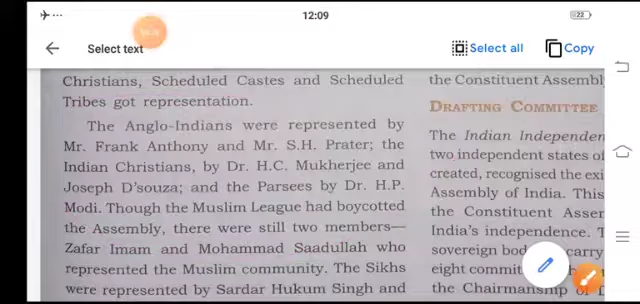 12:09
22
Select text
Select all
Copy
Christians, Scheduled Castes and Scheduled
Tribes got representation.
The Anglo-Indians were represented by
Mr. Frank Anthony and Mr. S.H. Prater; the
Indian Christians, by Dr. H.C. Mukherjee and
Joseph D'souza; and the Parsees by Dr. H.P.
Modi. Though the Muslim League had boycotted
the Assembly, there were still two members—
Zafar Imam and Mohammad Saadullah who
represented the Muslim community. The Sikhs
were represented by Sardar Hukum Singh and
the Constituent Assembl
DRAFTING COMMITTEE
The Indian Independen
two independent states of
created, recognised the exi
Assembly of India. This
the Constituent Asser
India's independence. T
sovereign bod carry
eight commit
the Chairmanship of